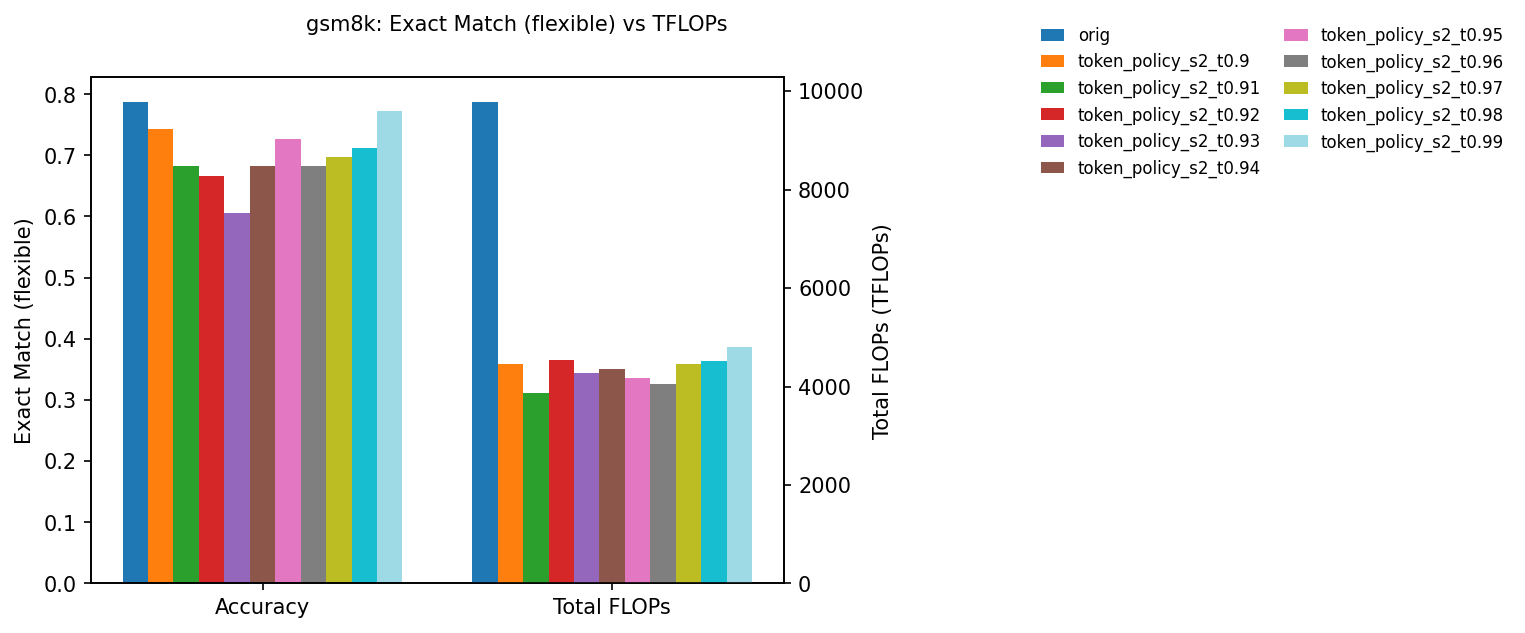 gsm8k: Exact Match (flexible) vs TFLOPs
orig
token_policy_s2_t0.9
token_policy_s2_t0.91
token_policy_s2_t0.92
token_policy_s2_t0.93
token_policy_s2_t0.94
token_policy_s2_t0.95
token_policy_s2_t0.96
token_policy_s2_t0.97
token_policy_s2_t0.98
token_policy_s2_t0.99
Exact Match (flexible)
0.8
0.7
0.6
0.5
0.4
0.3
0.2
0.1
0.0
10000
8000
6000
4000
2000
0
Total FLOPs (TFLOPs)
Accuracy
Total FLOPs